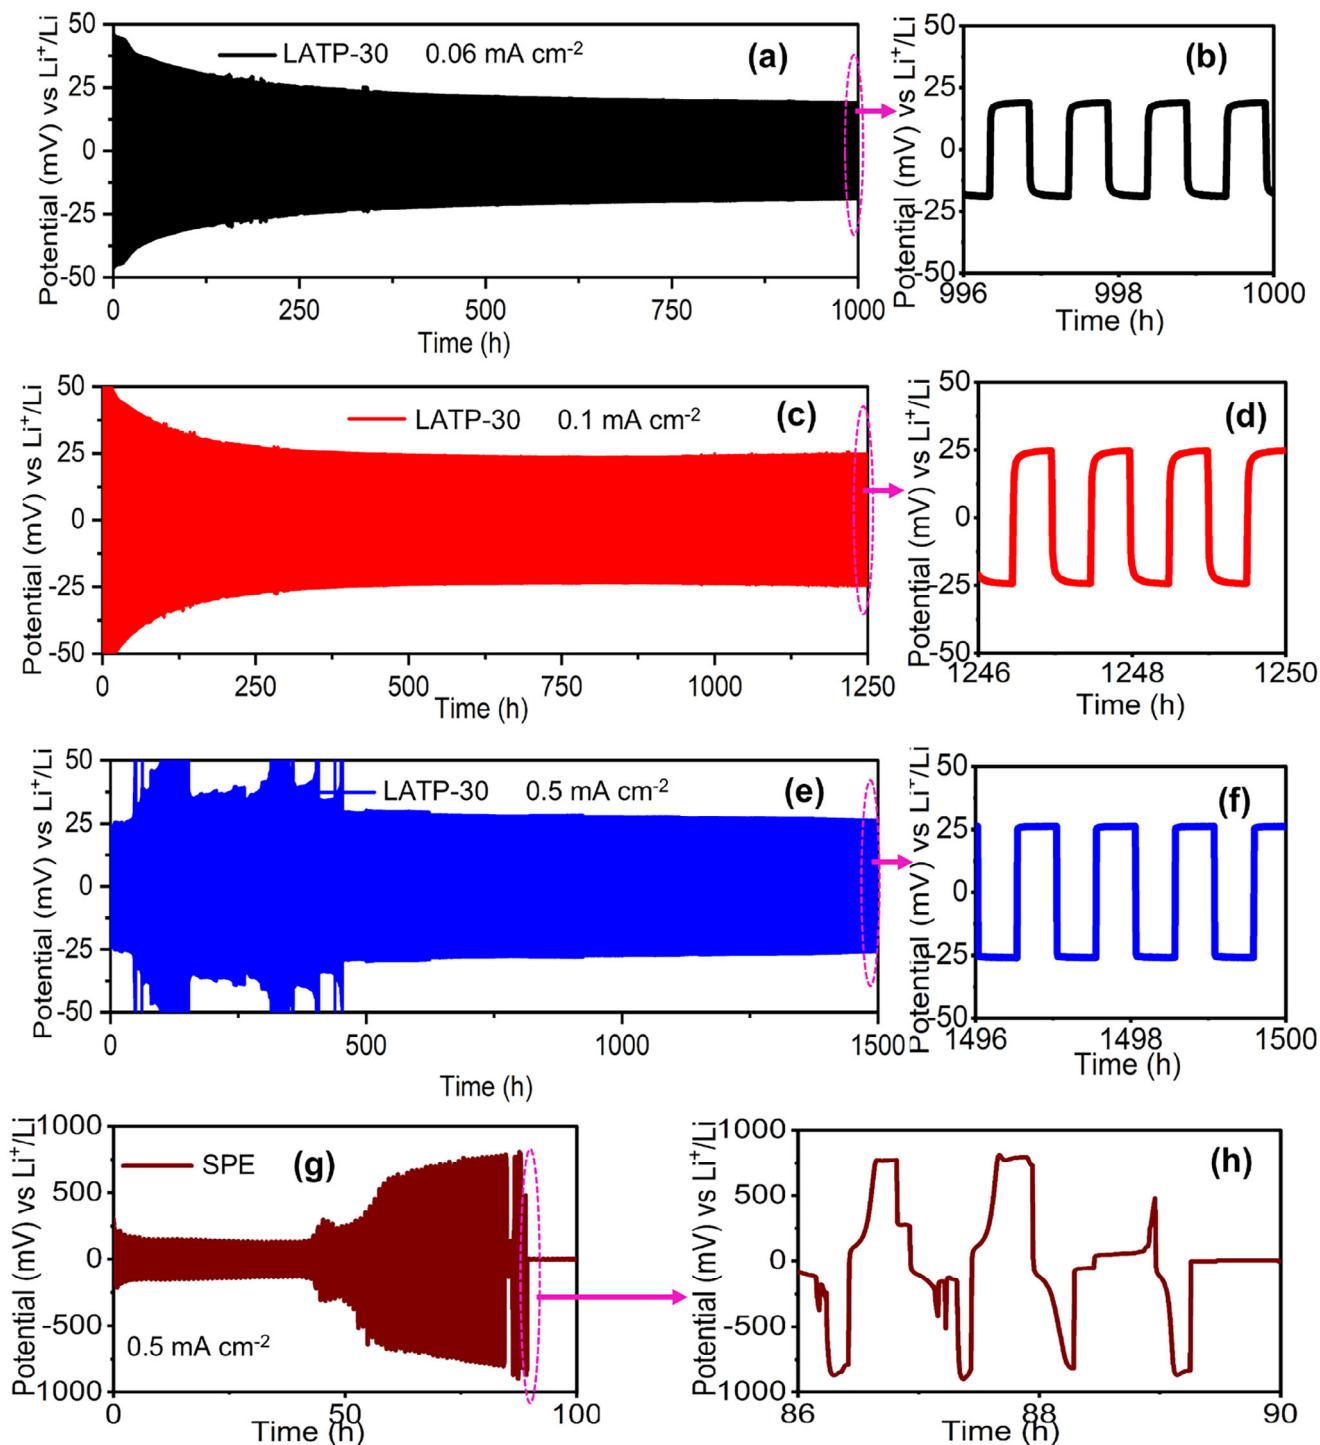 Potential (mV) vs Li⁺/Li
50
25
0
-25
-50
LATP-30 0.06 mA cm⁻²
(a)
0 250 500 750 1000
Time (h)
Potential (mV) vs Li⁺/Li
50
25
0
-25
-50
(b)
996 998 1000
Time (h)
Potential (mV) vs Li⁺/Li
50
25
0
-25
-50
LATP-30 0.1 mA cm⁻²
(c)
0 250 500 750 1000 1250
Time (h)
Potential (mV) vs Li⁺/Li
50
25
0
-25
-50
(d)
1246 1248 1250
Time (h)
Potential (mV) vs Li⁺/Li
50
25
0
-25
-50
LATP-30 0.5 mA cm⁻²
(e)
0 500 1000 1500
Time (h)
Potential (mV) vs Li⁺/Li
50
25
0
-25
-50
(f)
1496 1498 1500
Time (h)
Potential (mV) vs Li⁺/Li
1000
500
0
-500
1000
SPE
(g)
0.5 mA cm⁻²
0 50 100
Time (h)
Potential (mV) vs Li⁺/Li
1000
500
0
-500
1000
(h)
86 88 90
Time (h)